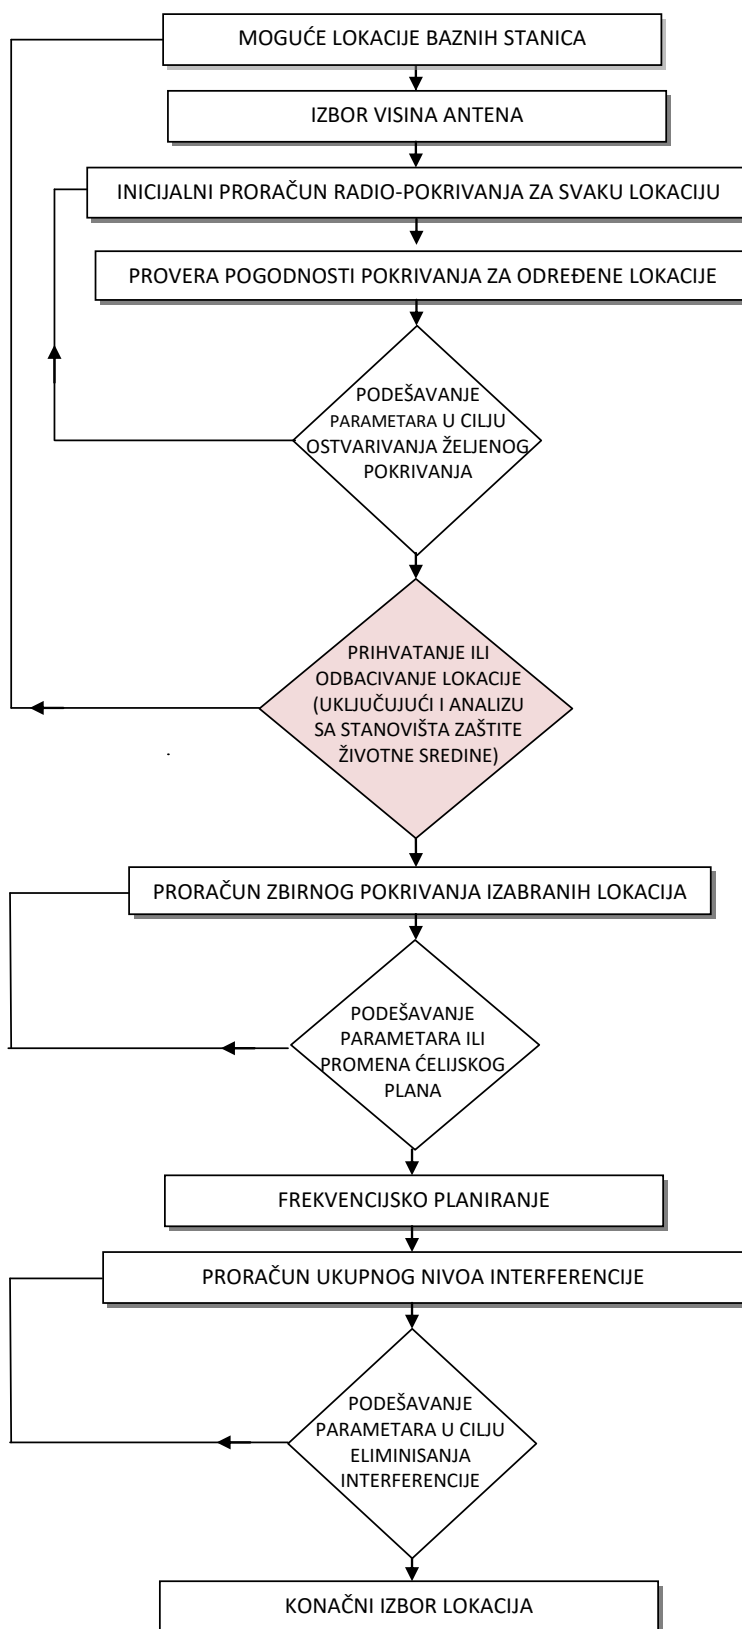 MOGUĆE LOKACIJE BAZNIH STANICA
IZBOR VISINA ANTENA
INICIJALNI PRORAČUN RADIO-POKRIVANJA ZA SVAKU LOKACIJU
PROVERA POGODNOSTI POKRIVANJA ZA ODREĐENE LOKACIJE
PODEŠAVANJE
PARAMETARA U CILJU
OSTVARIVANJA ŽELJENOG
POKRIVANJA
PRIHVATANJE ILI
ODBACIVANJE LOKACIJE
(UKLJUČUJUĆI I ANALIZU
SA STANOVIŠTA ZAŠTITE
ŽIVOTNE SREDINE)
PRORAČUN ZBIRNOG POKRIVANJA IZABRANIH LOKACIJA
PODEŠAVANJE
PARAMETARA ILI
PROMENA ĆELIJSKOG
PLANA
FREKVENCIJSKO PLANIRANJE
PRORAČUN UKUPNOG NIVOA INTERFERENCIJE
PODEŠAVANJE
PARAMETARA U CILJU
ELIMINISANJA
INTERFERENCIJE
KONAČNI IZBOR LOKACIJA